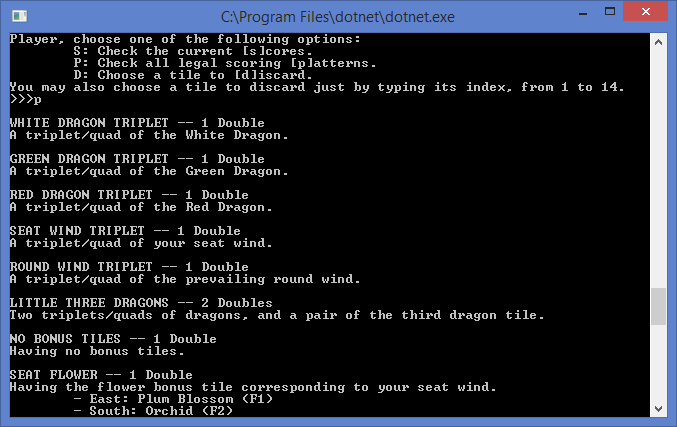 C:\Program Files\dotnet\dotnet.exe
Player, choose one of the following options:
S: Check the current [s]cores.
P: Check all legal scoring [p]atterns.
D: Choose a tile to [d]iscard.
You may also choose a tile to discard just by typing its index, from 1 to 14.
>>>p
WHITE DRAGON TRIPLET -- 1 Double
A triplet/quad of the White Dragon.
GREEN DRAGON TRIPLET -- 1 Double
A triplet/quad of the Green Dragon.
RED DRAGON TRIPLET -- 1 Double
A triplet/quad of the Red Dragon.
SEAT WIND TRIPLET -- 1 Double
A triplet/quad of your seat wind.
ROUND WIND TRIPLET -- 1 Double
A triplet/quad of the prevailing round wind.
LITTLE THREE DRAGONS -- 2 Doubles
Two triplets/quads of dragons, and a pair of the third dragon tile.
NO BONUS TILES -- 1 Double
Having no bonus tiles.
SEAT FLOWER -- 1 Double
Having the flower bonus tile corresponding to your seat wind.
- East: Plum Blossom (F1)
- South: Orchid (F2)